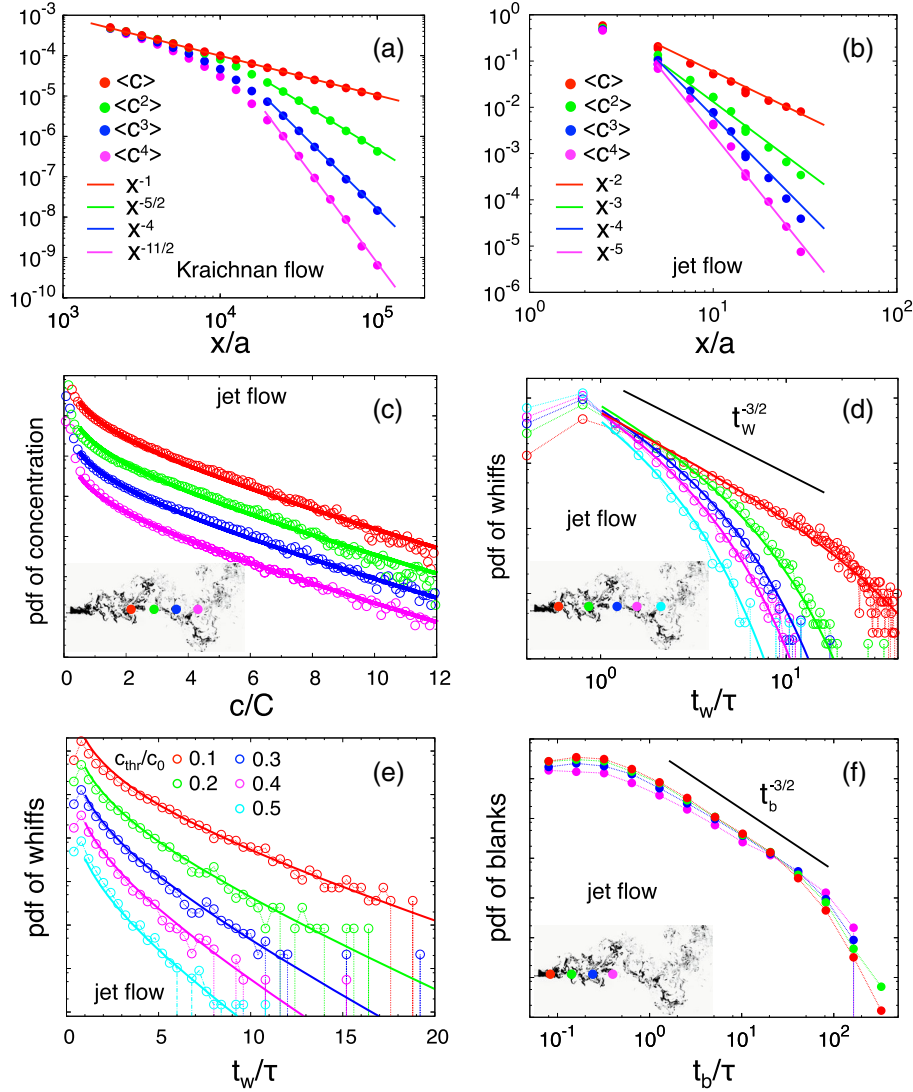 (a)
10^-3
10^-4
10^-5
10^-6
10^-7
10^-8
10^-9
10^-10
<c>
<c^2>
<c^3>
<c^4>
x^-1
x^-5/2
x^-4
x^-11/2
Kraichnan flow
10^3 10^4 10^5
x/a
(b)
10^0
10^-1
10^-2
10^-3
10^-4
10^-5
10^-6
<c>
<c^2>
<c^3>
<c^4>
x^-2
x^-3
x^-4
x^-5
jet flow
10^0 10^1 10^2
x/a
jet flow
(c)
pdf of concentration
0 2 4 6 8 10 12
c/C
(d)
t_w^-3/2
pdf of whiffs
jet flow
10^0 10^1
t_w/τ
(e)
c_thr/c_0
0.1
0.2
0.3
0.4
0.5
pdf of whiffs
jet flow
0 5 10 15 20
t_w/τ
(f)
t_b^-3/2
pdf of blanks
jet flow
10^-1 10^0 10^1 10^2
t_b/τ